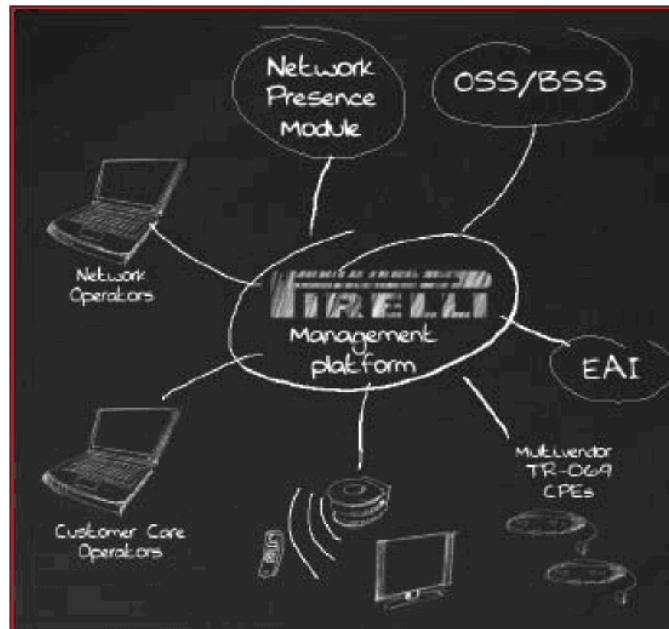 Network
Presence
Module
OSS/BSS
Network
Operators
PIRELLI
Management
platform
EAI
Multivendor
TR-069
CPEs
Customer Care
Operators